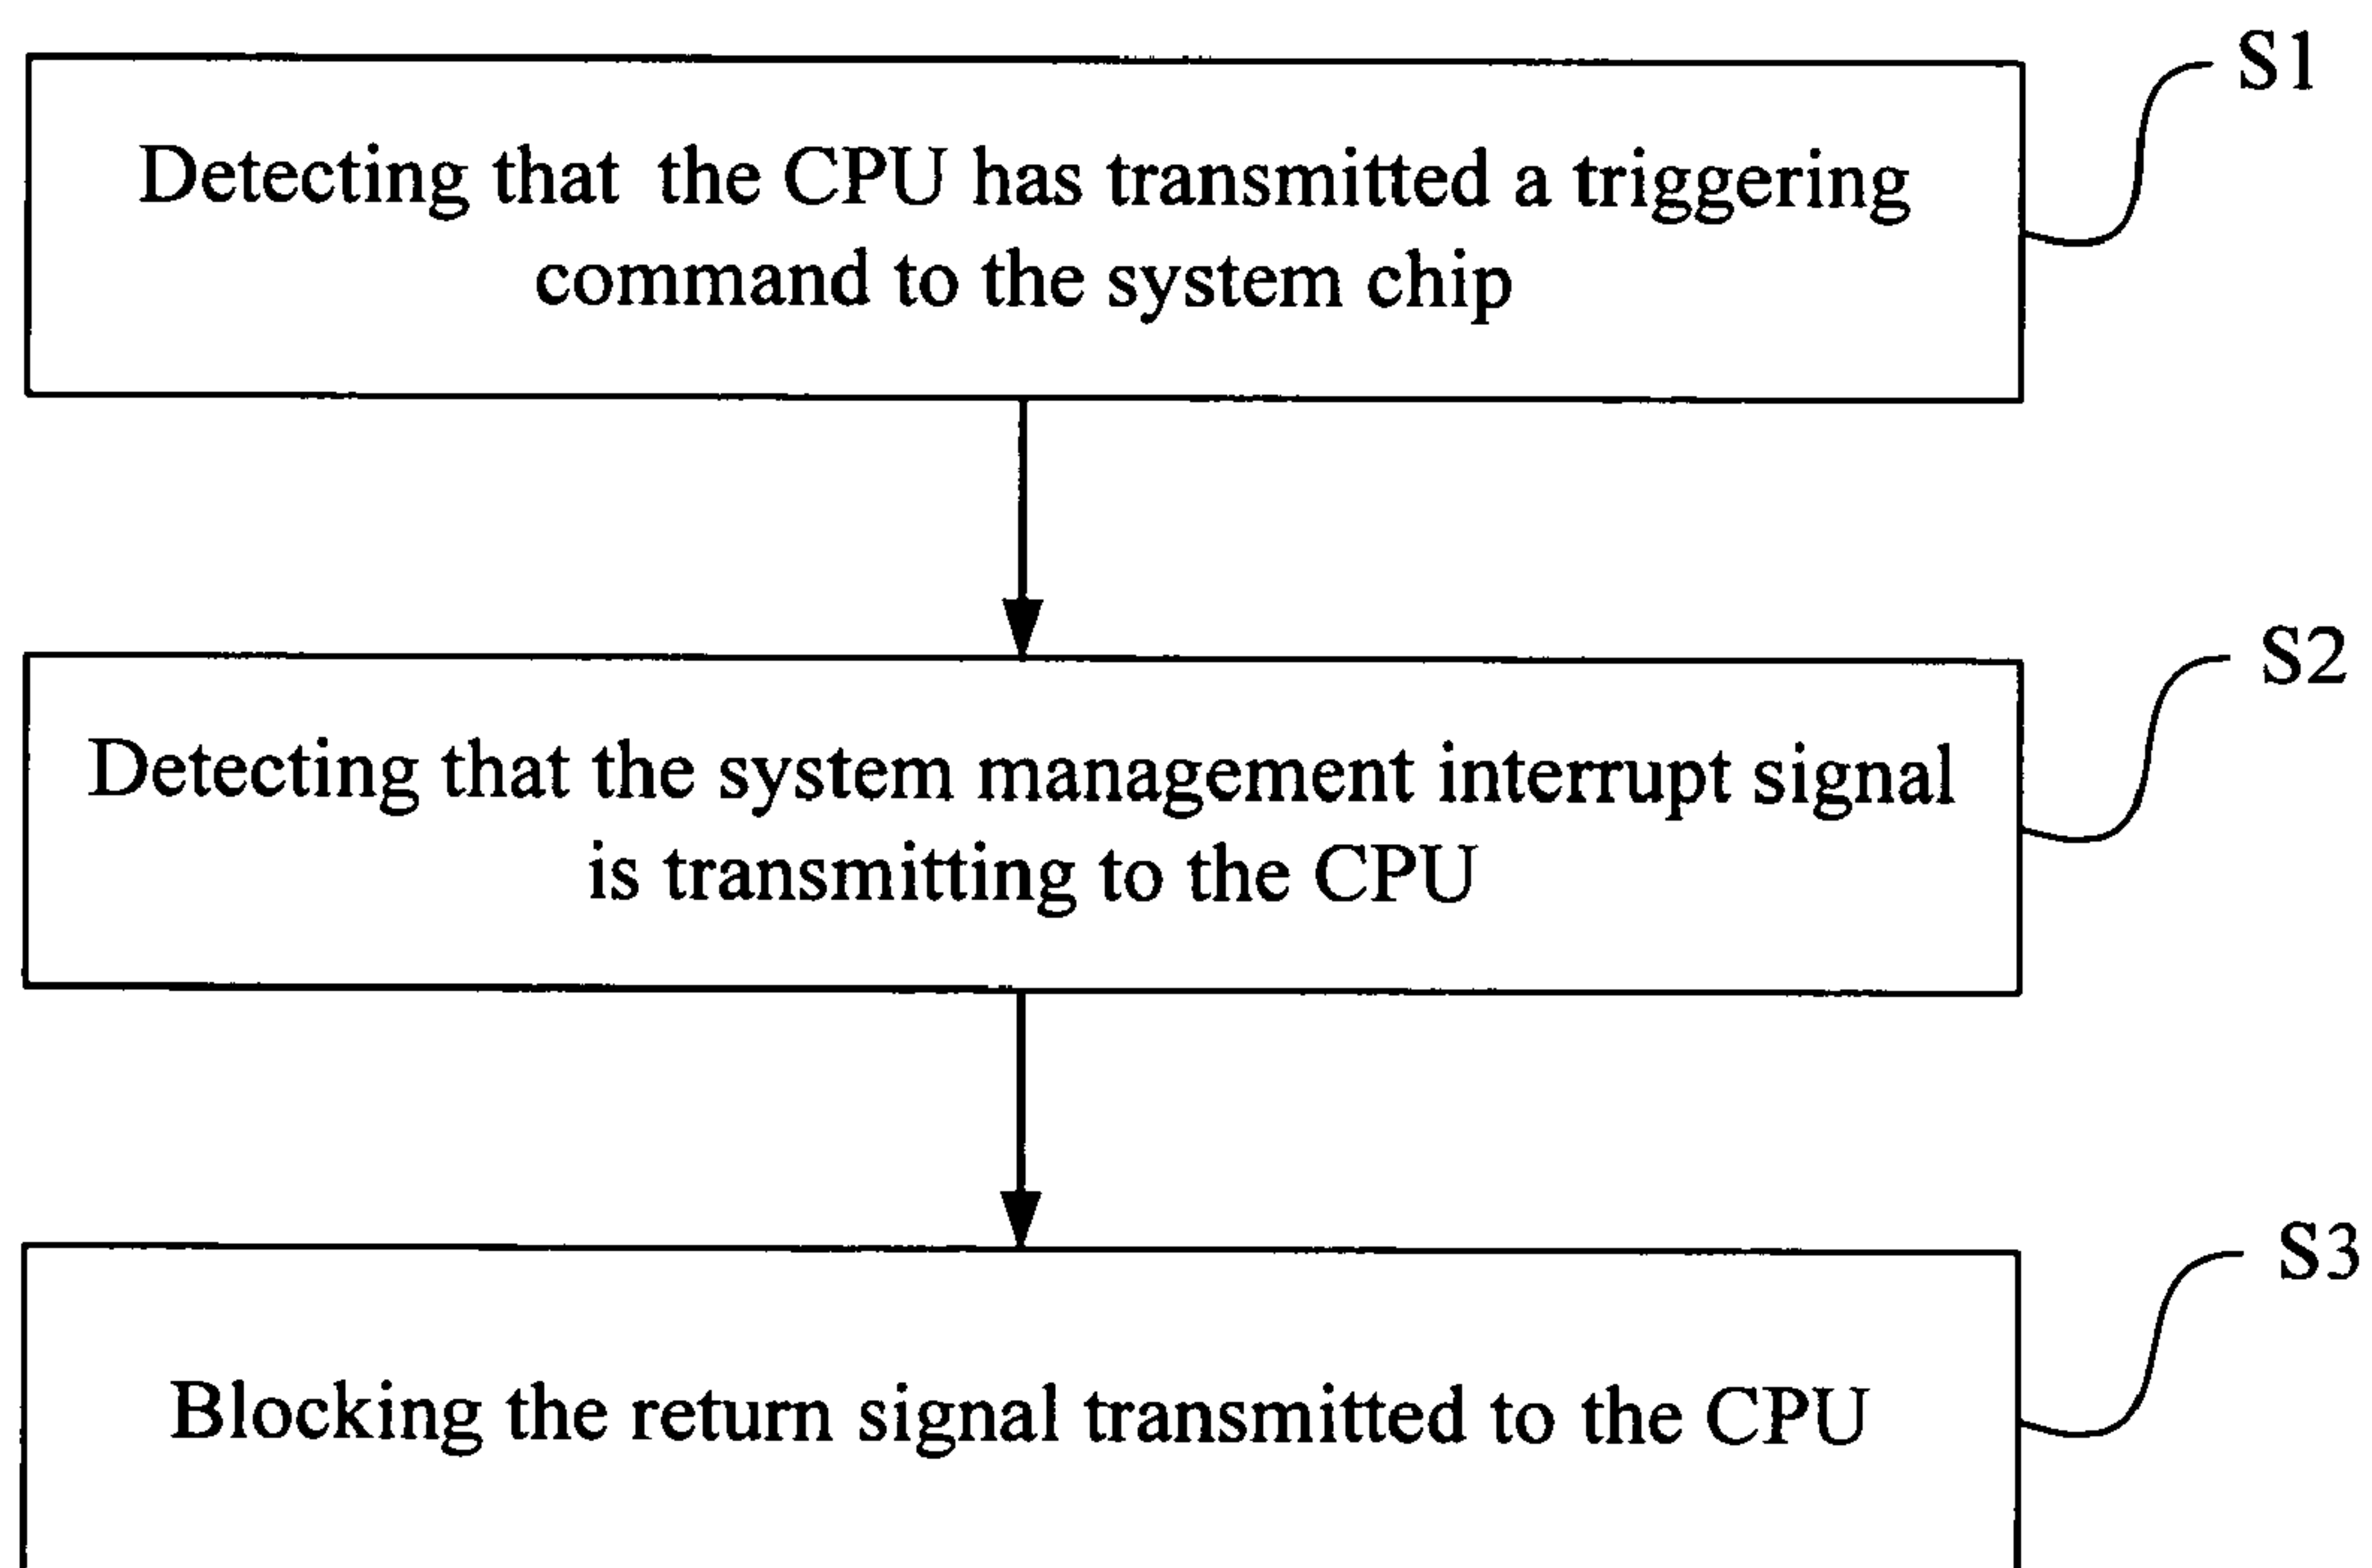 S1
Detecting that the CPU has transmitted a triggering
command to the system chip
S2
Detecting that the system management interrupt signal
is transmitting to the CPU
S3
Blocking the return signal transmitted to the CPU